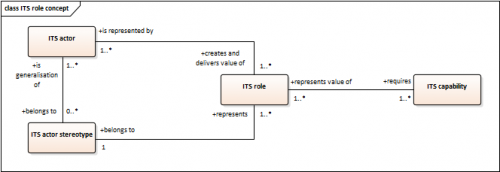 class ITS role concept
ITS actor
+is represented by
1..*
+is
generalisation
of
1..*
+creates and
delivers value of
1..*
ITS role
+represents value of
1..*
+requires
1..*
ITS capability
+represents
1..*
+belongs to
0..*
ITS actor stereotype
+belongs to
1